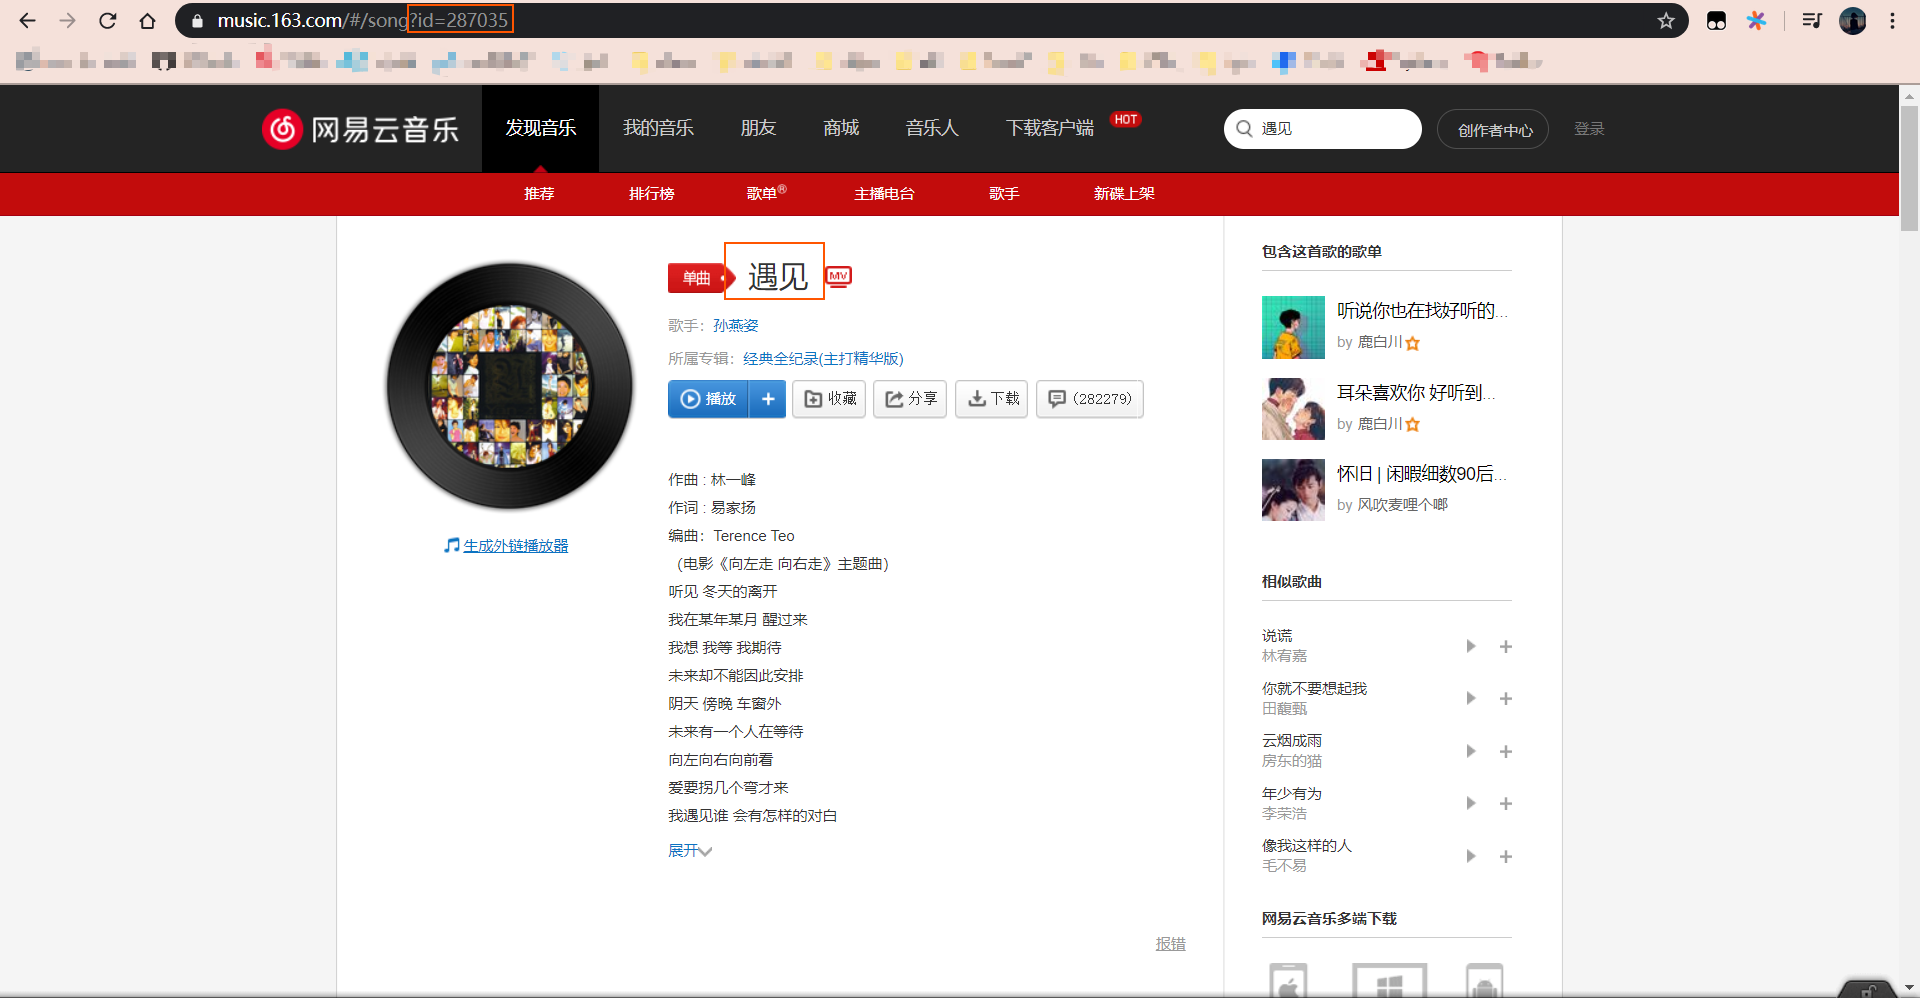 music.163.com/#/song?id=287035
网易云音乐
发现音乐
我的音乐
朋友
商城
音乐人
下载客户端
HOT
遇见
创作者中心
登录
推荐
排行榜
歌单®
主播电台
歌手
新碟上架
单曲
遇见
MV
歌手：孙燕姿
所属专辑：经典全纪录(主打精华版)
播放
收藏
分享
下载
(282279)
生成外链播放器
作曲 : 林一峰
作词 : 易家扬
编曲：Terence Teo
（电影《向左走 向右走》主题曲）
听见 冬天的离开
我在某年某月 醒过来
我想 我等 我期待
未来却不能因此安排
阴天 傍晚 车窗外
未来有一个人在等待
向左向右向前看
爱要拐几个弯才来
我遇见谁 会有怎样的对白
展开
报错
包含这首歌的歌单
听说你也在找好听的...
by 鹿白川
耳朵喜欢你 好听到...
by 鹿白川
怀旧 | 闲暇细数90后...
by 风吹麦哩个啷
相似歌曲
说谎
林宥嘉
你就不要想起我
田馥甄
云烟成雨
房东的猫
年少有为
李荣浩
像我这样的人
毛不易
网易云音乐多端下载